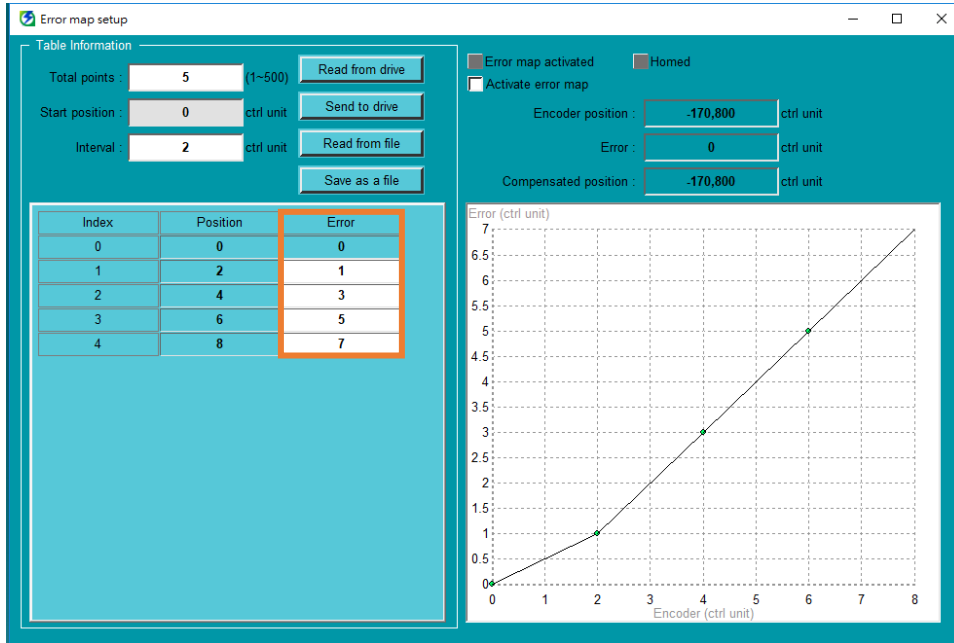 Error map setup
Table Information
Total points : 5 (1~500) Read from drive
Start position : 0 ctrl unit Send to drive
Interval : 2 ctrl unit Read from file
Save as a file
Index Position Error
0 0 0
1 2 1
2 4 3
3 6 5
4 8 7
Error map activated Homed
Activate error map
Encoder position : -170,800 ctrl unit
Error : 0 ctrl unit
Compensated position : -170,800 ctrl unit
Error (ctrl unit)
7
6.5
6
5.5
5
4.5
4
3.5
3
2.5
2
1.5
1
0.5
0
0 1 2 3 4 5 6 7 8
Encoder (ctrl unit)